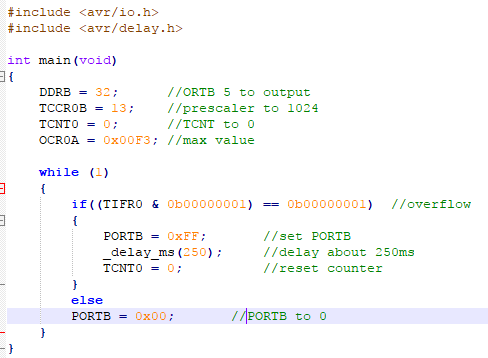 #include <avr/io.h>
#include <avr/delay.h>
int main(void)
{
DDRB = 32; //ORTB 5 to output
TCCR0B = 13; //prescaler to 1024
TCNT0 = 0; //TCNT to 0
OCR0A = 0x00F3; //max value
while (1)
{
if((TIFR0 & 0b00000001) == 0b00000001) //overflow
{
PORTB = 0xFF; //set PORTB
_delay_ms(250); //delay about 250ms
TCNT0 = 0; //reset counter
}
else
PORTB = 0x00; //PORTB to 0
}
}